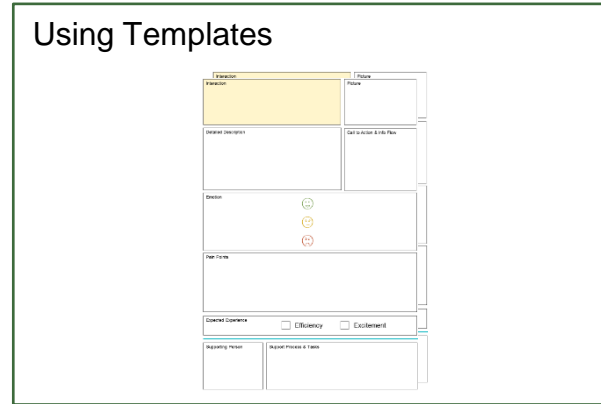 Using Templates
Interaction
Picture
Interaction
Picture
Detailed Description
Call to Action & Info Flow
Emotion
Pain Points
Expected Experience
Efficiency
Excitement
Supporting Person
Support Process & Tasks